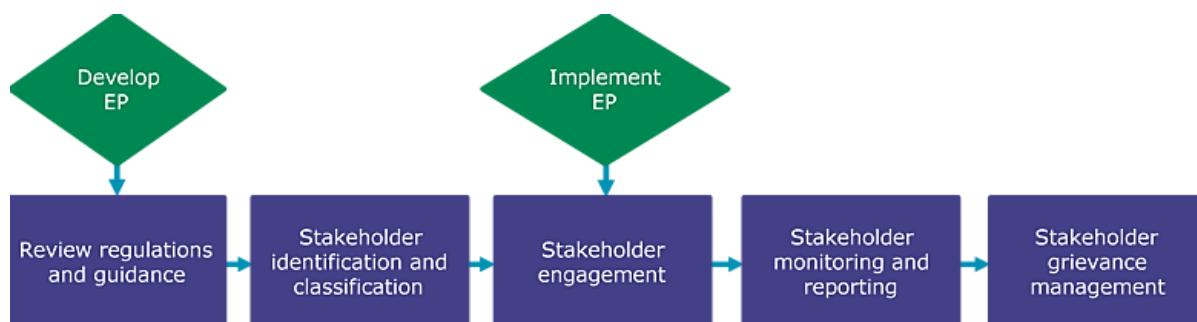 Develop
EP
Implement
EP
Review regulations
and guidance
Stakeholder
identification and
classification
Stakeholder
engagement
Stakeholder
monitoring and
reporting
Stakeholder
grievance
management